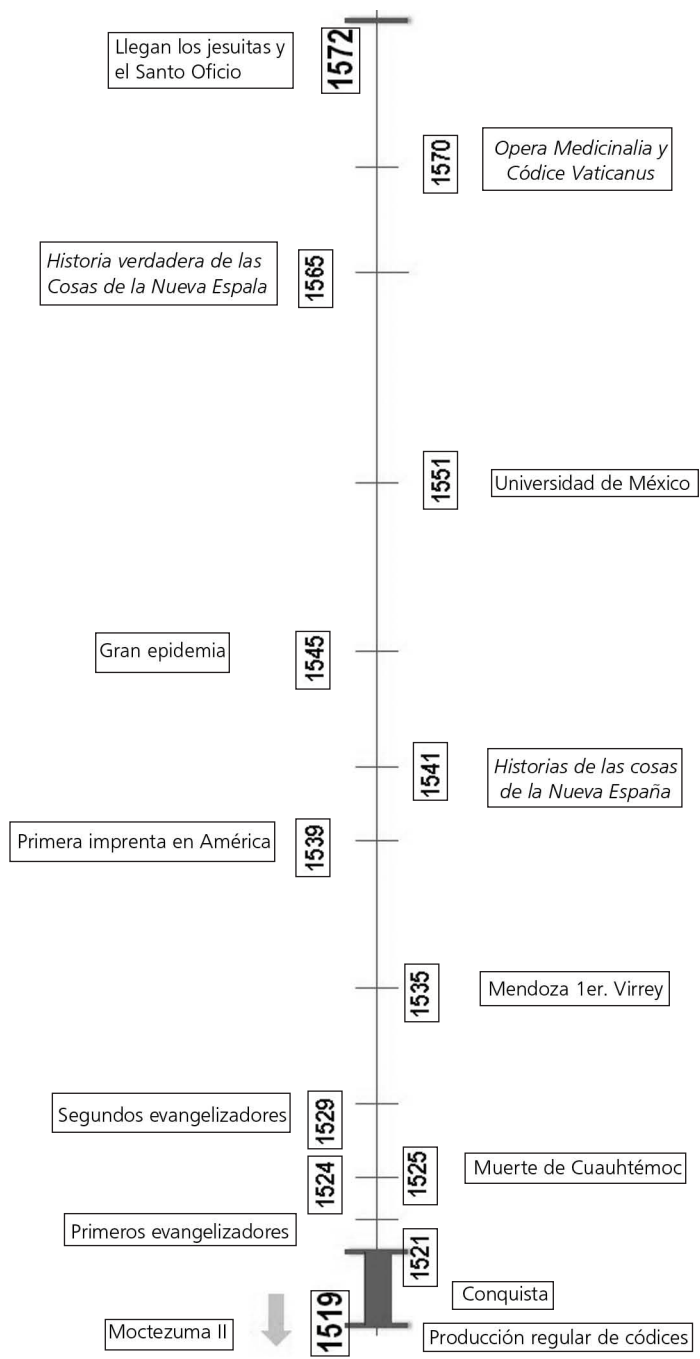 Llegan los jesuitas y
el Santo Oficio
1572
1570
Opera Medicinalia y
Códice Vaticanus
Historia verdadera de las
Cosas de la Nueva Espala
1565
1551
Universidad de México
Gran epidemia
1545
1541
Historias de las cosas
de la Nueva España
Primera imprenta en América
1539
1535
Mendoza 1er. Virrey
Segundos evangelizadores
1529
1524
1525
Muerte de Cuauhtémoc
Primeros evangelizadores
1521
Conquista
Moctezuma II
1519
Producción regular de códices